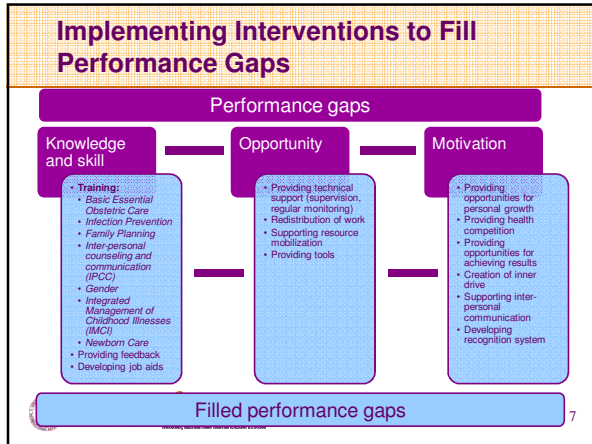 Implementing Interventions to Fill
Performance Gaps
Performance gaps
Knowledge
and skill
• Training:
• Basic Essential
Obstetric Care
• Infection Prevention
• Family Planning
• Inter-personal
counseling and
communication
(IPCC)
• Gender
• Integrated
Management of
Childhood Illnesses
(IMCI)
• Newborn Care
• Providing feedback
• Developing job aids
Opportunity
• Providing technical
support (supervision,
regular monitoring)
• Redistribution of work
• Supporting resource
mobilization
• Providing tools
Motivation
• Providing
opportunities for
personal growth
• Providing health
competition
• Providing
opportunities for
achieving results
• Creation of inner
drive
• Supporting inter-
personal
communication
• Developing
recognition system
Filled performance gaps
7